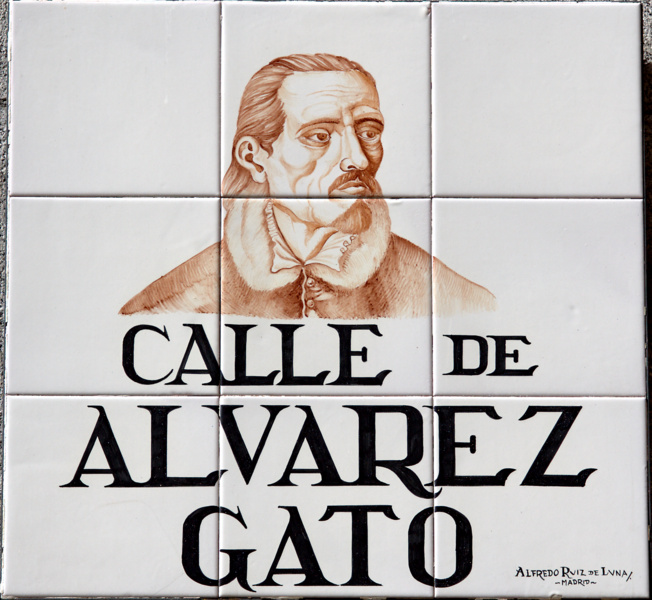 CALLE DE
ALVAREZ
GATO
ALFREDO RUIZ DE LUNA
-MADRID-